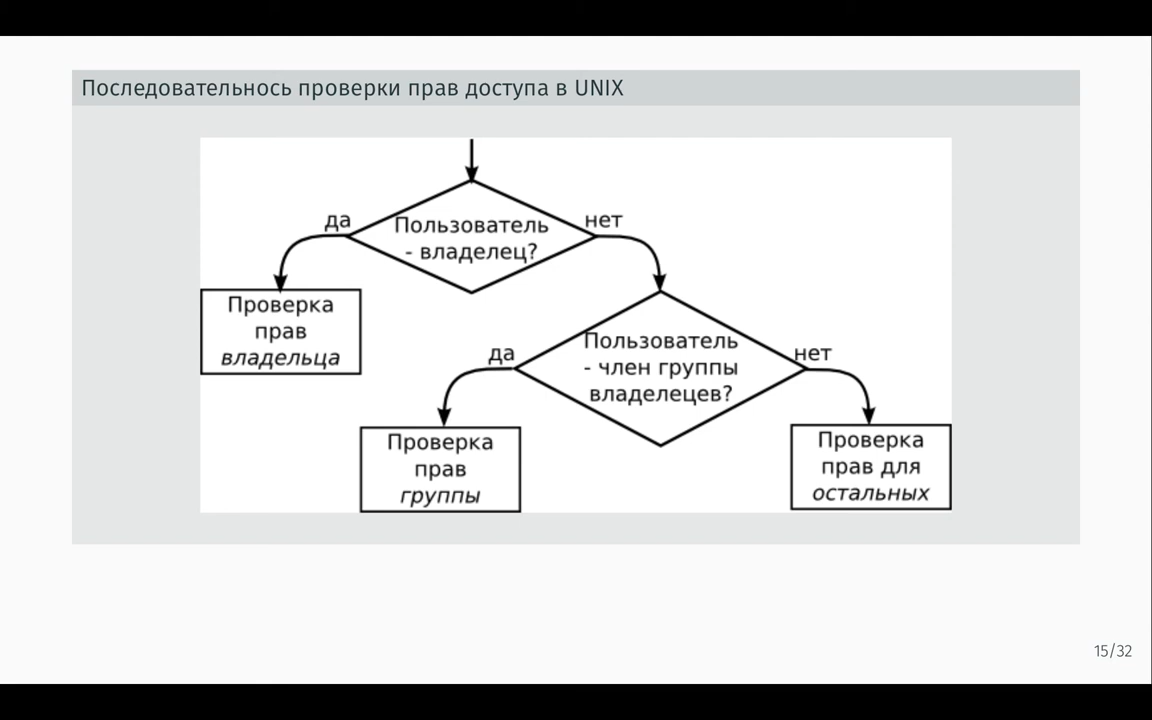 Последовательнось проверки прав доступа в UNIX
да
Пользователь
- владелец?
нет
Проверка
прав
владельца
да
Пользователь
- член группы
владелецев?
нет
Проверка
прав
группы
Проверка
прав для
остальных
15/32